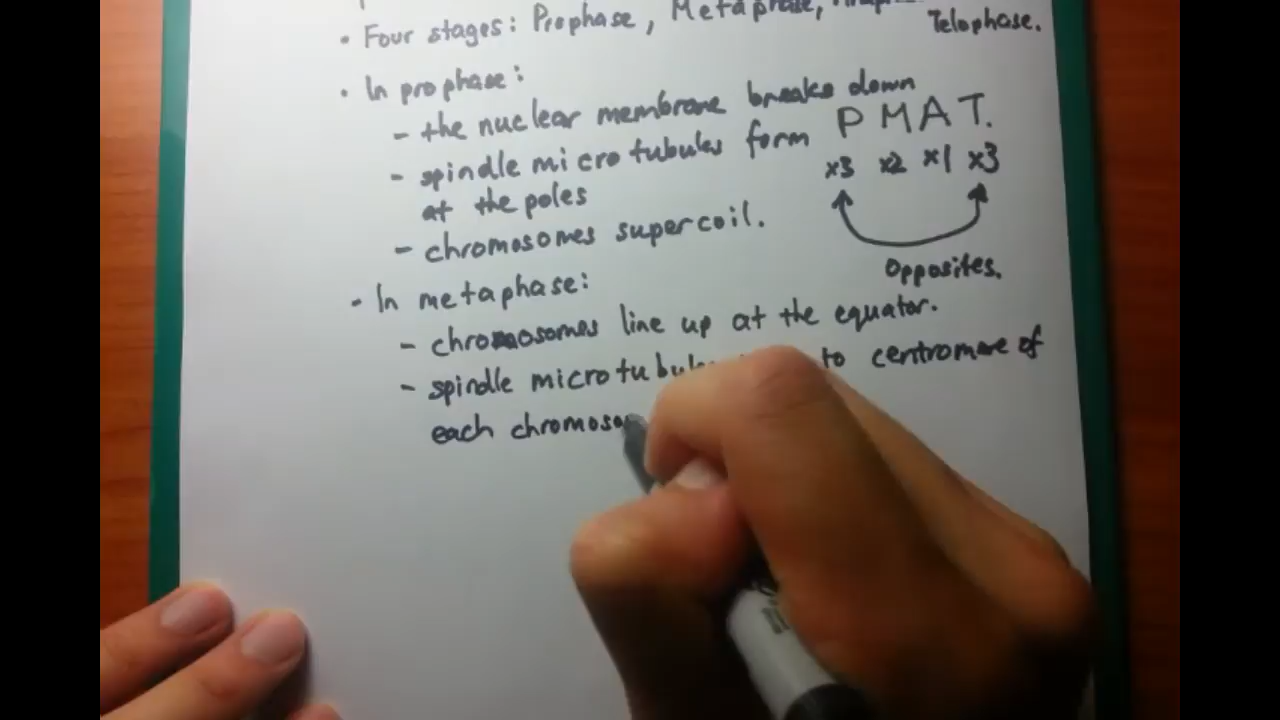 • Four stages: Prophase, Metaphase,
Telophase.
• In prophase:
- the nuclear membrane breaks down
- spindle microtubules form
at the poles
- chromosomes supercoil.
P M A T.
x3 x2 x1 x3
Opposites.
• In metaphase:
- chromosomes line up at the equator.
- spindle to centromere of
each